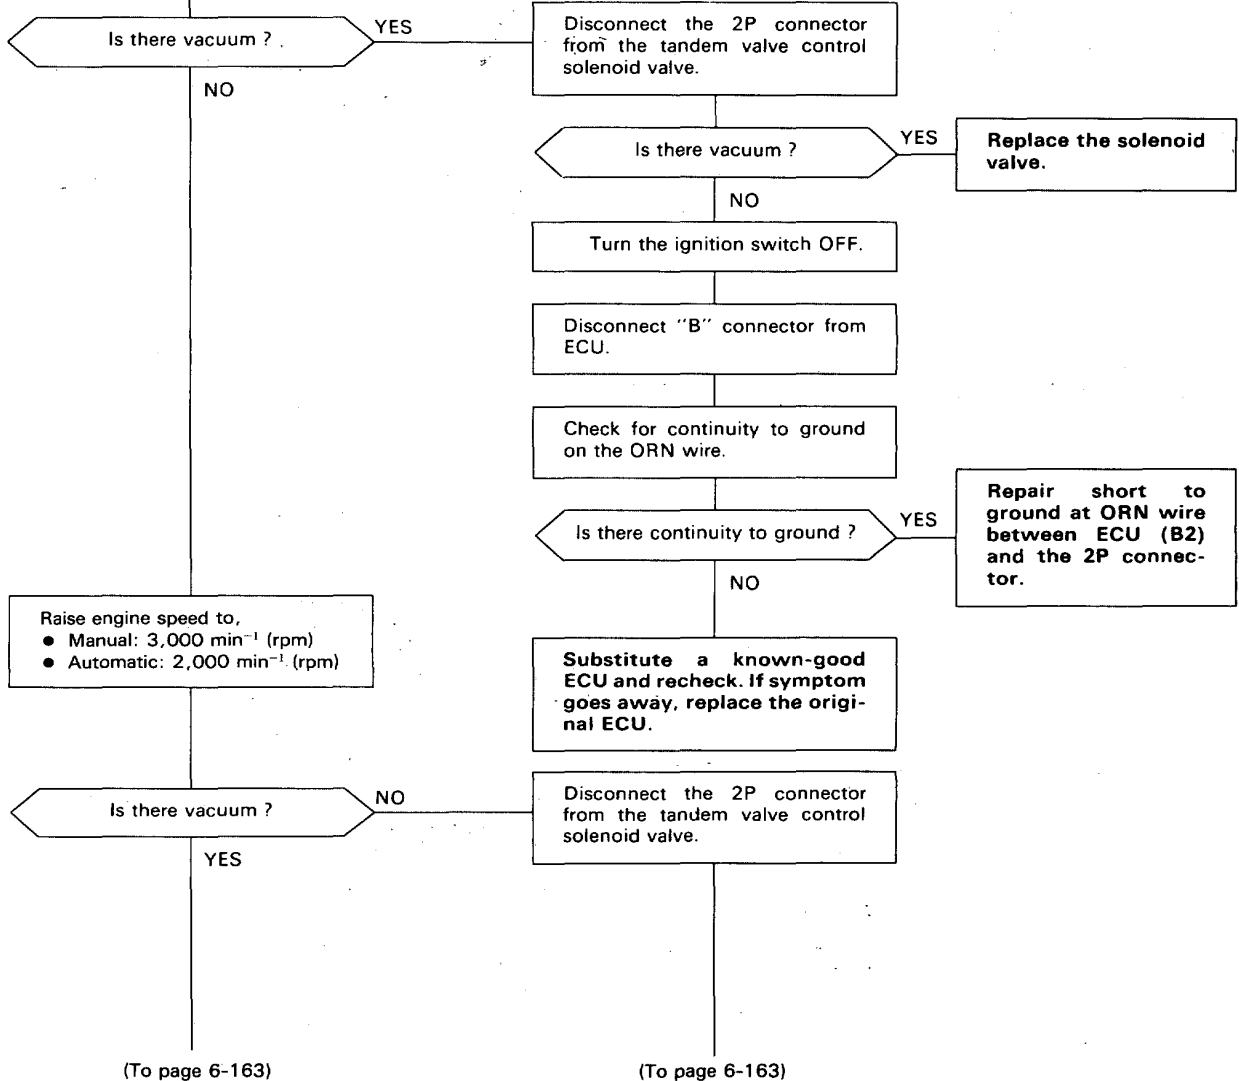 Is there vacuum ?
YES
Disconnect the 2P connector
from the tandem valve control
solenoid valve.
NO
Is there vacuum ?
YES
Replace the solenoid
valve.
NO
Turn the ignition switch OFF.
Disconnect "B" connector from
ECU.
Check for continuity to ground
on the ORN wire.
Is there continuity to ground ?
YES
Repair short to
ground at ORN wire
between ECU (B2)
and the 2P connec-
tor.
NO
Raise engine speed to,
● Manual: 3,000 min⁻¹ (rpm)
● Automatic: 2,000 min⁻¹ (rpm)
Substitute a known-good
ECU and recheck. If symptom
goes away, replace the origi-
nal ECU.
Is there vacuum ?
NO
Disconnect the 2P connector
from the tandem valve control
solenoid valve.
YES
(To page 6-163)
(To page 6-163)